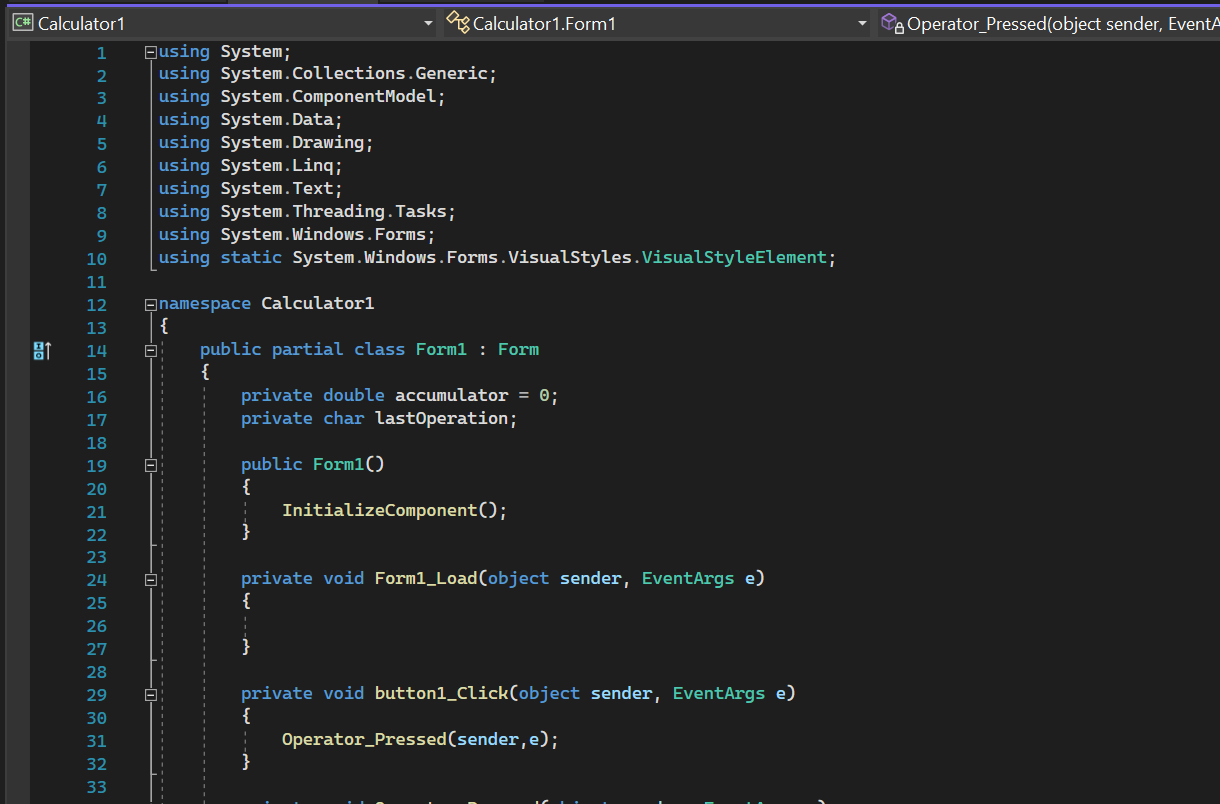 C# Calculator1 Calculator1.Form1 Operator_Pressed(object sender, EventA
1 using System;
2 using System.Collections.Generic;
3 using System.ComponentModel;
4 using System.Data;
5 using System.Drawing;
6 using System.Linq;
7 using System.Text;
8 using System.Threading.Tasks;
9 using System.Windows.Forms;
10 using static System.Windows.Forms.VisualStyles.VisualStyleElement;
11
12 namespace Calculator1
13 {
14 public partial class Form1 : Form
15 {
16 private double accumulator = 0;
17 private char lastOperation;
18
19 public Form1()
20 {
21 InitializeComponent();
22 }
23
24 private void Form1_Load(object sender, EventArgs e)
25 {
26
27 }
28
29 private void button1_Click(object sender, EventArgs e)
30 {
31 Operator_Pressed(sender,e);
32 }
33